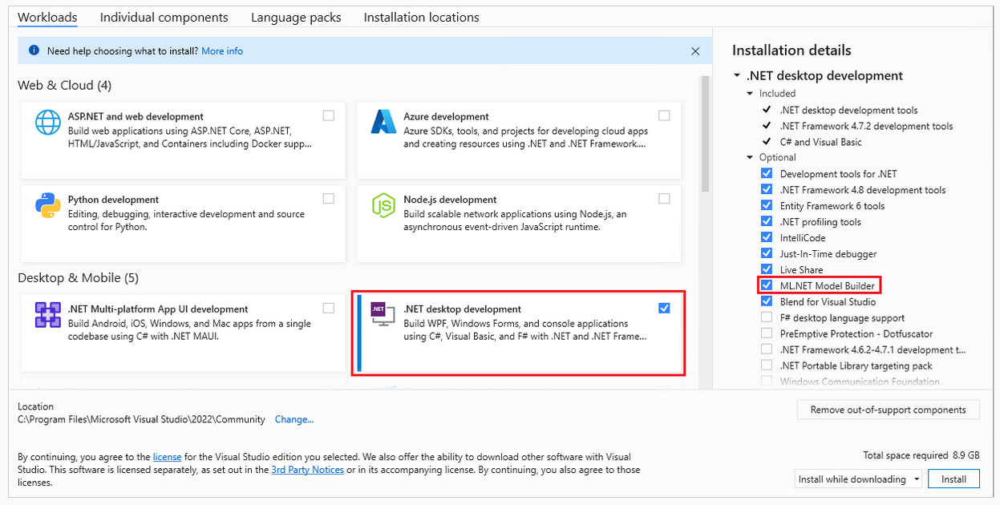 Workloads
Individual components
Language packs
Installation locations
Need help choosing what to install? More info
Web & Cloud (4)
ASP.NET and web development
Build web applications using ASP.NET Core, ASP.NET,
HTML/JavaScript, and Containers including Docker supp...
Azure development
Azure SDKs, tools, and projects for developing cloud apps
and creating resources using .NET and .NET Framework....
Python development
Editing, debugging, interactive development and source
control for Python.
JS
Node.js development
Build scalable network applications using Node.js, an
asynchronous event-driven JavaScript runtime.
Desktop & Mobile (5)
.NET Multi-platform App UI development
Build Android, iOS, Windows, and Mac apps from a single
codebase using C# with .NET MAUI.
.NET
.NET desktop development
Build WPF, Windows Forms, and console applications
using C#, Visual Basic, and F# with .NET and .NET Frame...
Installation details
.NET desktop development
Included
.NET desktop development tools
.NET Framework 4.7.2 development tools
C# and Visual Basic
Optional
Development tools for .NET
.NET Framework 4.8 development tools
Entity Framework 6 tools
.NET profiling tools
IntelliCode
Just-In-Time debugger
Live Share
ML.NET Model Builder
Blend for Visual Studio
F# desktop language support
PreEmptive Protection - Dotfuscator
.NET Framework 4.6.2-4.7.1 development t...
.NET Portable Library targeting pack
Windows Communication Foundation
Location
C:\Program Files\Microsoft Visual Studio\2022\Community Change...
Remove out-of-support components
By continuing, you agree to the license for the Visual Studio edition you selected. We also offer the ability to download other software with Visual
Studio. This software is licensed separately, as set out in the 3rd Party Notices or in its accompanying license. By continuing, you also agree to those
licenses.
Total space required 8.9 GB
Install while downloading
Install